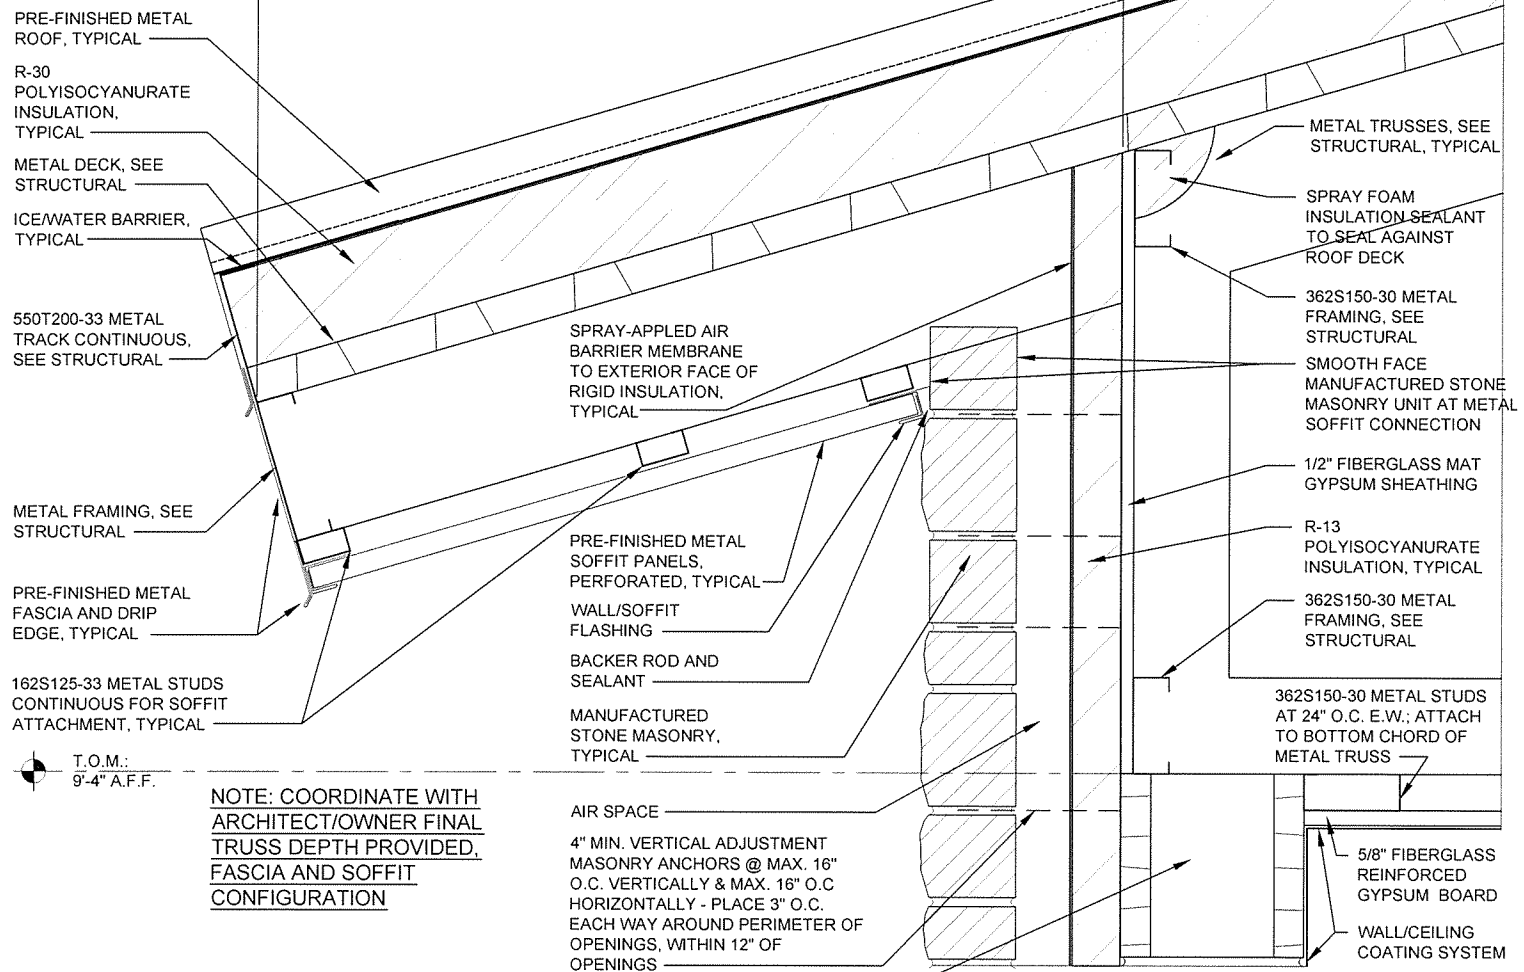 PRE-FINISHED METAL
ROOF, TYPICAL
R-30
POLYISOCYANURATE
INSULATION,
TYPICAL
METAL DECK, SEE
STRUCTURAL
ICE/WATER BARRIER,
TYPICAL
550T200-33 METAL
TRACK CONTINUOUS,
SEE STRUCTURAL
METAL FRAMING, SEE
STRUCTURAL
PRE-FINISHED METAL
FASCIA AND DRIP
EDGE, TYPICAL
162S125-33 METAL STUDS
CONTINUOUS FOR SOFFIT
ATTACHMENT, TYPICAL
T.O.M.:
9'-4" A.F.F.
NOTE: COORDINATE WITH
ARCHITECT/OWNER FINAL
TRUSS DEPTH PROVIDED,
FASCIA AND SOFFIT
CONFIGURATION
SPRAY-APPLED AIR
BARRIER MEMBRANE
TO EXTERIOR FACE OF
RIGID INSULATION,
TYPICAL
PRE-FINISHED METAL
SOFFIT PANELS,
PERFORATED, TYPICAL
WALL/SOFFIT
FLASHING
BACKER ROD AND
SEALANT
MANUFACTURED
STONE MASONRY,
TYPICAL
AIR SPACE
4" MIN. VERTICAL ADJUSTMENT
MASONRY ANCHORS @ MAX. 16"
O.C. VERTICALLY & MAX. 16" O.C
HORIZONTALLY - PLACE 3" O.C.
EACH WAY AROUND PERIMETER OF
OPENINGS, WITHIN 12" OF
OPENINGS
METAL TRUSSES, SEE
STRUCTURAL, TYPICAL
SPRAY FOAM
INSULATION SEALANT
TO SEAL AGAINST
ROOF DECK
362S150-30 METAL
FRAMING, SEE
STRUCTURAL
SMOOTH FACE
MANUFACTURED STONE
MASONRY UNIT AT METAL
SOFFIT CONNECTION
1/2" FIBERGLASS MAT
GYPSUM SHEATHING
R-13
POLYISOCYANURATE
INSULATION, TYPICAL
362S150-30 METAL
FRAMING, SEE
STRUCTURAL
362S150-30 METAL STUDS
AT 24" O.C. E.W.; ATTACH
TO BOTTOM CHORD OF
METAL TRUSS
5/8" FIBERGLASS
REINFORCED
GYPSUM BOARD
WALL/CEILING
COATING SYSTEM